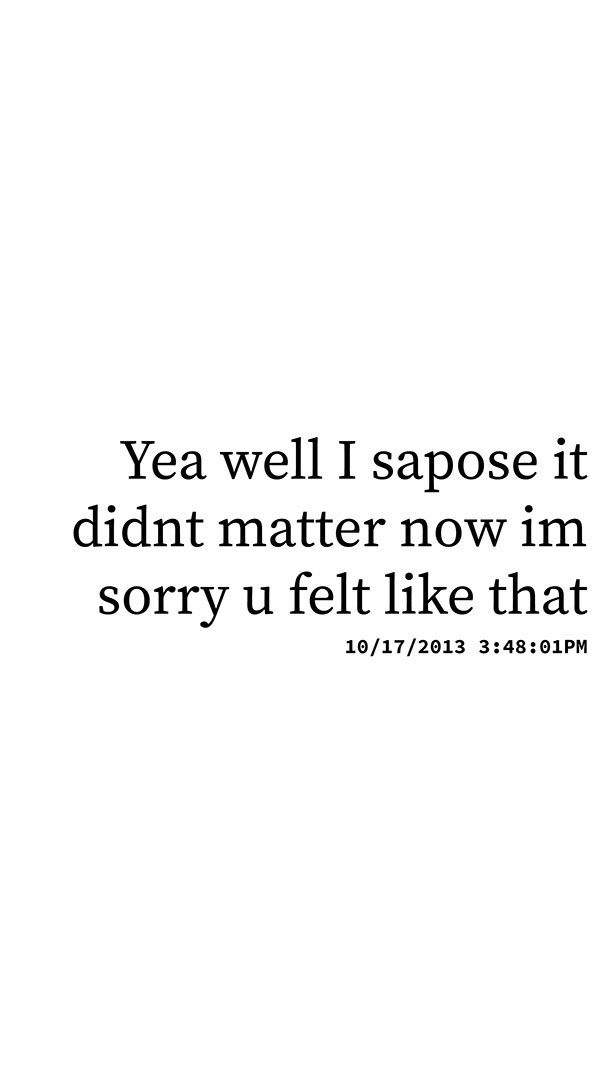 Yea well I sapose it
didnt matter now im
sorry u felt like that
10/17/2013 3:48:01PM